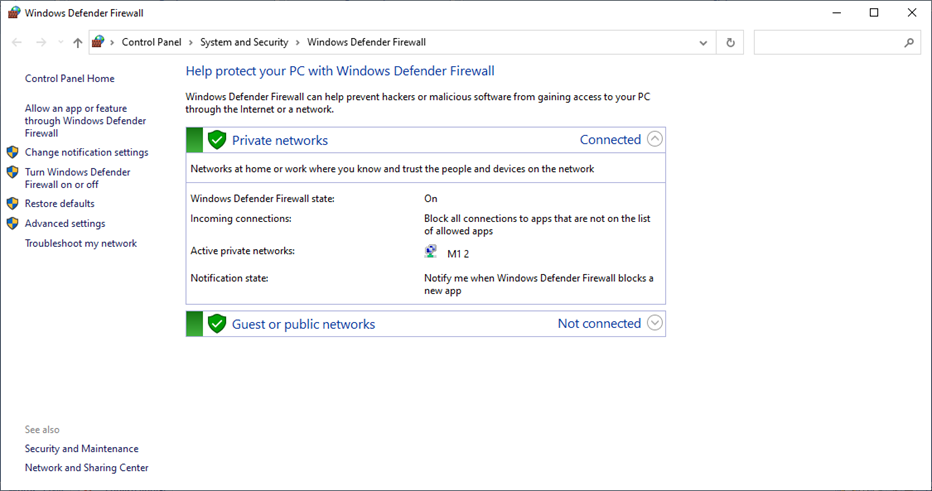 Windows Defender Firewall
Control Panel › System and Security › Windows Defender Firewall
Control Panel Home
Allow an app or feature
through Windows Defender
Firewall
Change notification settings
Turn Windows Defender
Firewall on or off
Restore defaults
Advanced settings
Troubleshoot my network
Help protect your PC with Windows Defender Firewall
Windows Defender Firewall can help prevent hackers or malicious software from gaining access to your PC
through the Internet or a network.
Private networks Connected
Networks at home or work where you know and trust the people and devices on the network
Windows Defender Firewall state: On
Incoming connections: Block all connections to apps that are not on the list
of allowed apps
Active private networks: M1 2
Notification state: Notify me when Windows Defender Firewall blocks a
new app
Guest or public networks Not connected
See also
Security and Maintenance
Network and Sharing Center